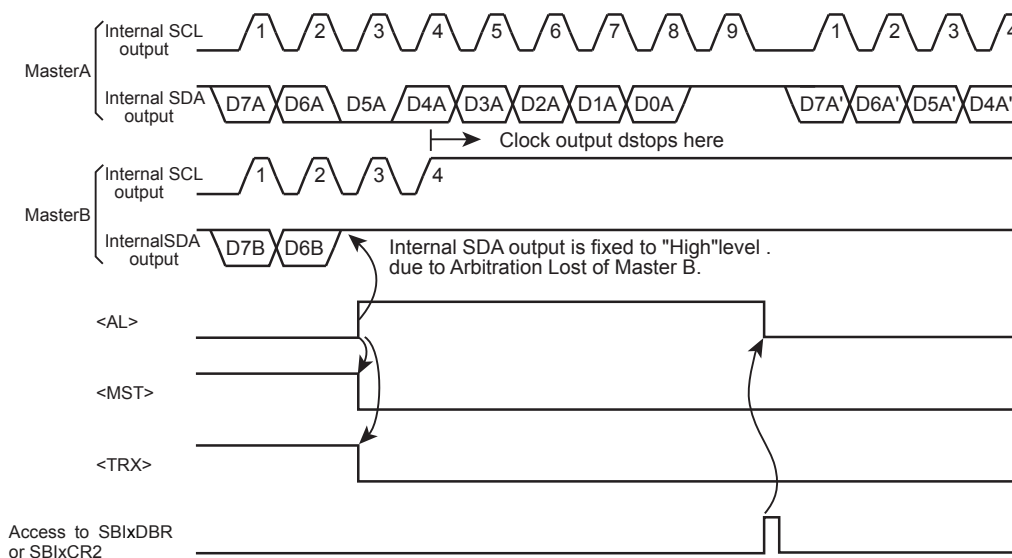 Internal SCL
output
1 2 3 4 5 6 7 8 9 1 2 3 4
MasterA
Internal SDA
output
D7A D6A D5A D4A D3A D2A D1A D0A D7A' D6A' D5A' D4A'
Clock output dstops here
Internal SCL
output
1 2 3 4
MasterB
InternalSDA
output
D7B D6B
Internal SDA output is fixed to "High"level .
due to Arbitration Lost of Master B.
<AL>
<MST>
<TRX>
Access to SBIxDBR
or SBIxCR2